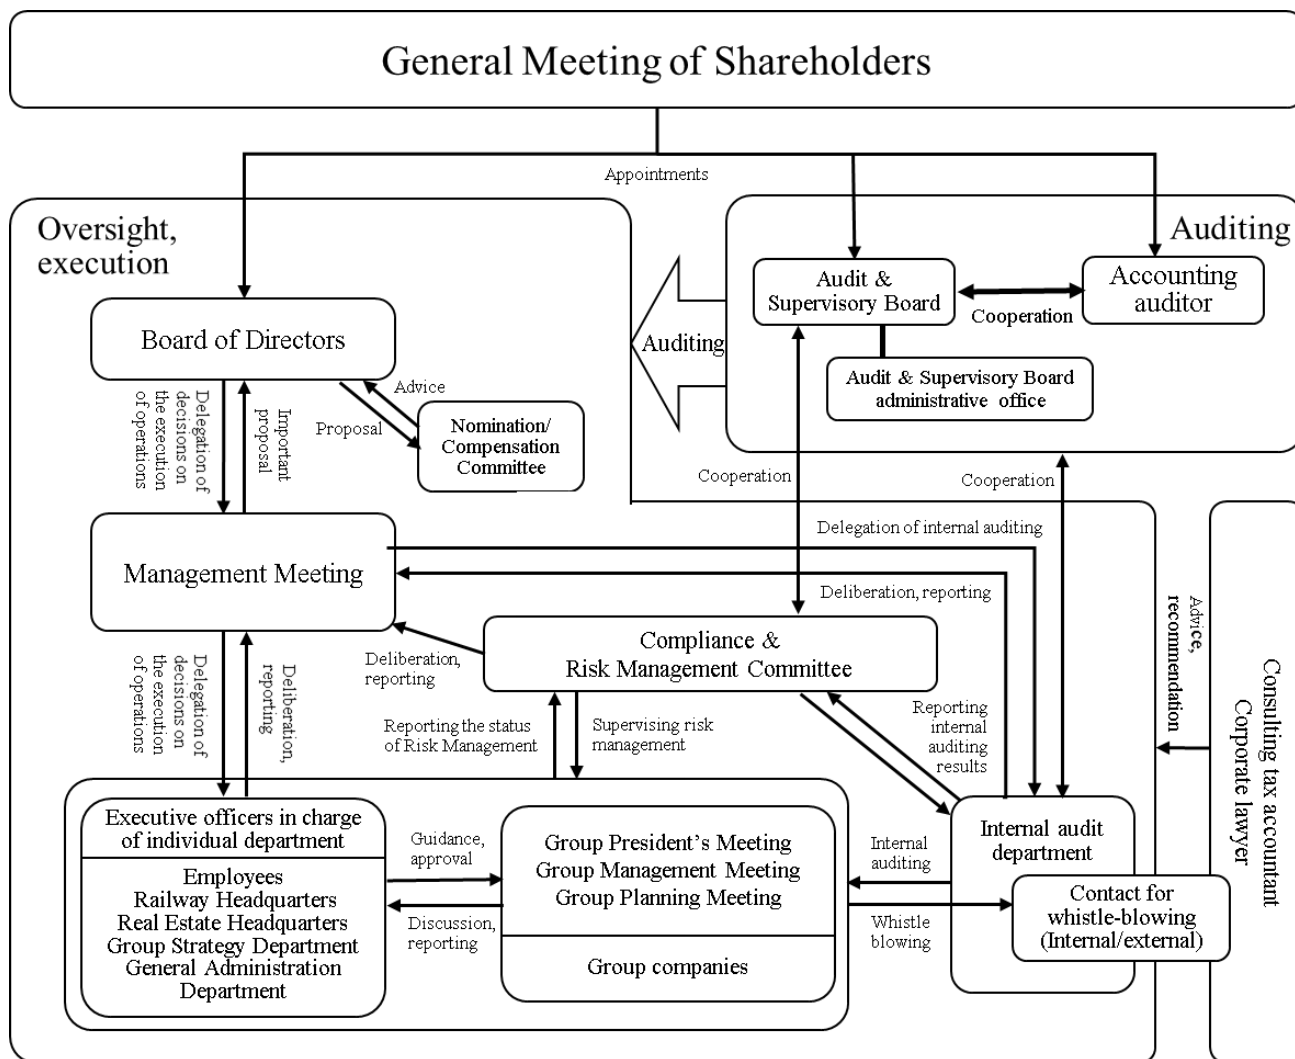 General Meeting of Shareholders
Appointments
Oversight,
execution
Auditing
Board of Directors
Audit &
Supervisory Board
Accounting
auditor
Cooperation
Auditing
Audit & Supervisory Board
administrative office
Advice
Proposal
Nomination/
Compensation
Committee
Delegation of
decisions on
the execution
of operations
Important
proposal
Cooperation
Cooperation
Management Meeting
Delegation of internal auditing
Deliberation, reporting
Compliance &
Risk Management Committee
Deliberation,
reporting
Advice,
recommendation
Consulting tax accountant
Corporate lawyer
Delegation of
decisions on
the execution
of operations
Deliberation,
reporting
Reporting the status
of Risk Management
Supervising risk
management
Reporting
internal
auditing
results
Executive officers in charge
of individual department
Employees
Railway Headquarters
Real Estate Headquarters
Group Strategy Department
General Administration
Department
Guidance,
approval
Discussion,
reporting
Group President's Meeting
Group Management Meeting
Group Planning Meeting
Group companies
Internal
auditing
Whistle
blowing
Internal audit
department
Contact for
whistle-blowing
(Internal/external)